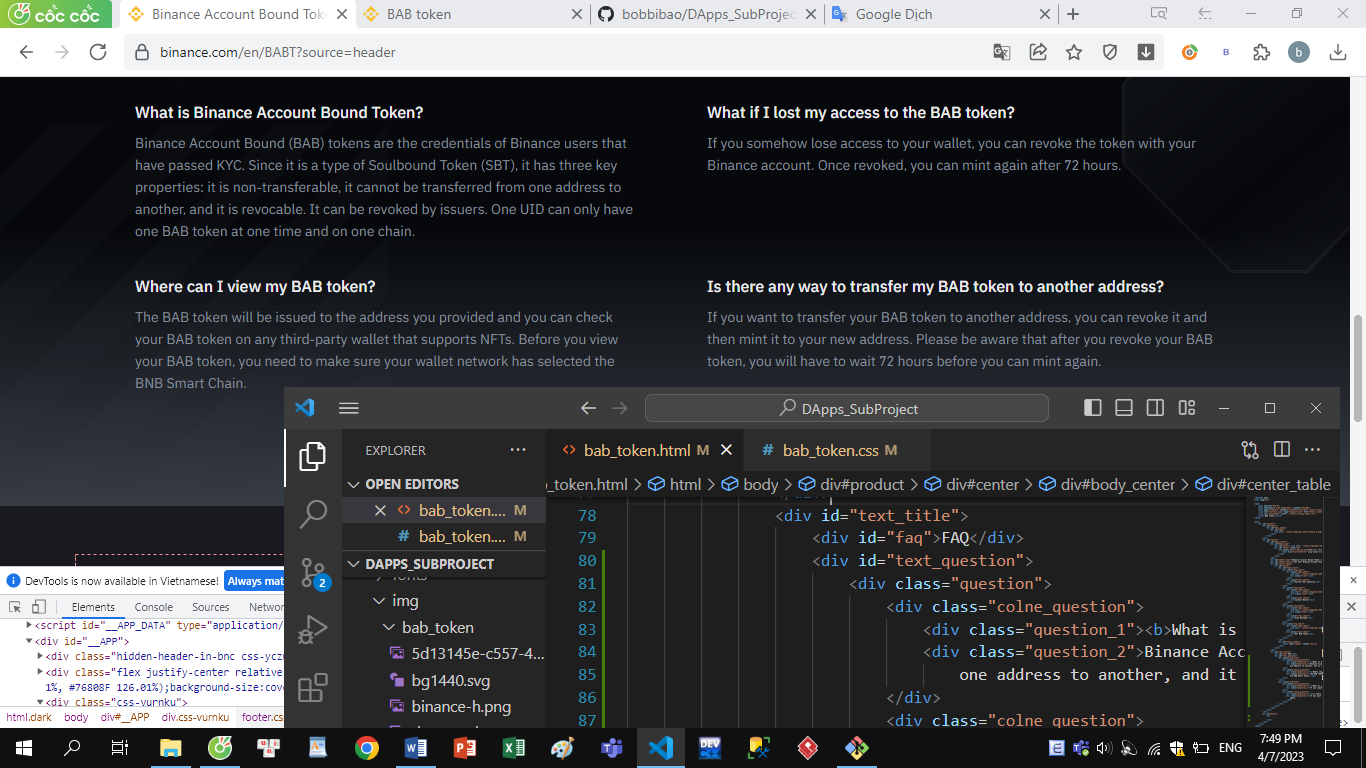 cốc cốc
Binance Account Bound Tok
BAB token
bobbibao/DApps_SubProjec
Google Dịch
binance.com/en/BABT?source=header
B
b
What is Binance Account Bound Token?
Binance Account Bound (BAB) tokens are the credentials of Binance users that
have passed KYC. Since it is a type of Soulbound Token (SBT), it has three key
properties: it is non-transferable, it cannot be transferred from one address to
another, and it is revocable. It can be revoked by issuers. One UID can only have
one BAB token at one time and on one chain.
What if I lost my access to the BAB token?
If you somehow lose access to your wallet, you can revoke the token with your
Binance account. Once revoked, you can mint again after 72 hours.
Where can I view my BAB token?
The BAB token will be issued to the address you provided and you can check
your BAB token on any third-party wallet that supports NFTs. Before you view
your BAB token, you need to make sure your wallet network has selected the
BNB Smart Chain.
Is there any way to transfer my BAB token to another address?
If you want to transfer your BAB token to another address, you can revoke it and
then mint it to your new address. Please be aware that after you revoke your BAB
token, you will have to wait 72 hours before you can mint again.
DApps_SubProject
EXPLORER
OPEN EDITORS
bab_token.... M
bab_token.... M
DAPPS_SUBPROJECT
img
bab_token
5d13145e-c557-4...
bg1440.svg
binance-h.png
2
bab_token.html M
bab_token.css M
_token.html > html > body > div#product > div#center > div#body_center > div#center_table
78 <div id="text_title">
79 <div id="faq">FAQ</div>
80 <div id="text_question">
81 <div class="question">
82 <div class="colne_question">
83 <div class="question_1"><b>What is
84 <div class="question_2">Binance Acc
85 one address to another, and it
86 </div>
87 <div class="colne_question">
DevTools is now available in Vietnamese!
Always mat
Elements
Console
Sources
Networ
<script id="__APP_DATA" type="application/
<div id="__APP">
<div class="hidden-header-in-bnc css-ycz
<div class="flex justify-center relative
1%, #76808F 126.01%);background-size:cov
<div class="css-vurnku">
html.dark
body
div#__APP
div.css-vurnku
footer.cs
DEV
ENG
7:49 PM
4/7/2023